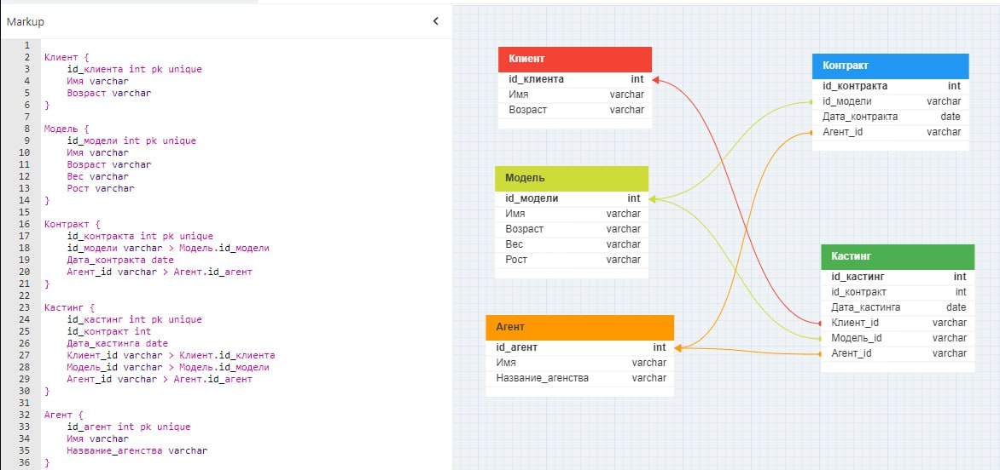 Markup
1
2 Клиент {
3 id_клиента int pk unique
4 Имя varchar
5 Возраст varchar
6 }
7
8 Модель {
9 id_модели int pk unique
10 Имя varchar
11 Возраст varchar
12 Вес varchar
13 Рост varchar
14 }
15
16 Контракт {
17 id_контракта int pk unique
18 id_модели varchar > Модель.id_модели
19 Дата_контракта date
20 Агент_id varchar > Агент.id_агент
21 }
22
23 Кастинг {
24 id_кастинг int pk unique
25 id_контракт int
26 Дата_кастинга date
27 Клиент_id varchar > Клиент.id_клиента
28 Модель_id varchar > Модель.id_модели
29 Агент_id varchar > Агент.id_агент
30 }
31
32 Агент {
33 id_агент int pk unique
34 Имя varchar
35 Название_агенства varchar
36 }
Клиент
id_клиента int
Имя varchar
Возраст varchar
Модель
id_модели int
Имя varchar
Возраст varchar
Вес varchar
Рост varchar
Агент
id_агент int
Имя varchar
Название_агенства varchar
Контракт
id_контракта int
id_модели varchar
Дата_контракта date
Агент_id varchar
Кастинг
id_кастинг int
id_контракт int
Дата_кастинга date
Клиент_id varchar
Модель_id varchar
Агент_id varchar